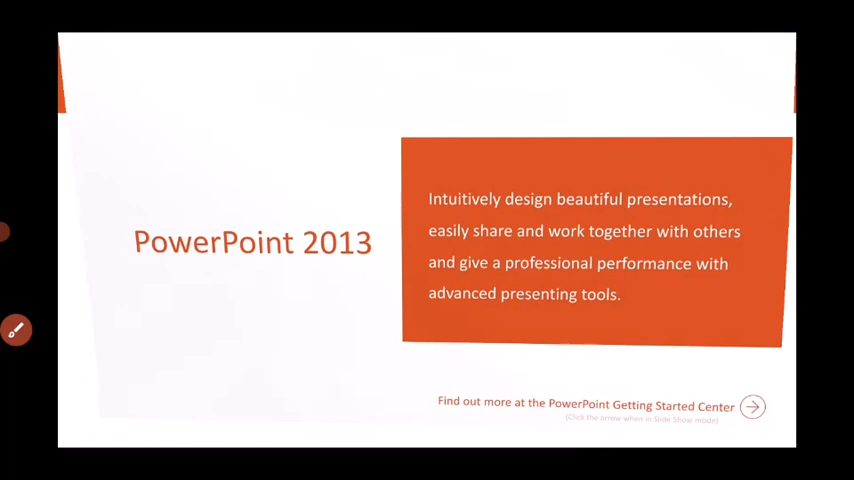 PowerPoint 2013
Intuitively design beautiful presentations,
easily share and work together with others
and give a professional performance with
advanced presenting tools.
Find out more at the PowerPoint Getting Started Center
(Click the arrow when in Slide Show mode)